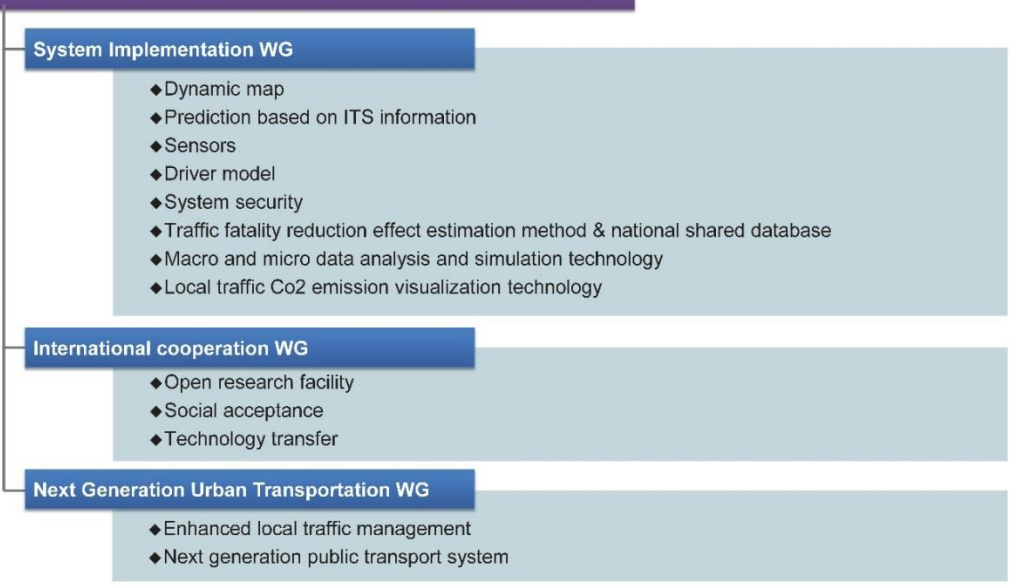 System Implementation WG
◆Dynamic map
◆Prediction based on ITS information
◆Sensors
◆Driver model
◆System security
◆Traffic fatality reduction effect estimation method & national shared database
◆Macro and micro data analysis and simulation technology
◆Local traffic Co2 emission visualization technology
International cooperation WG
◆Open research facility
◆Social acceptance
◆Technology transfer
Next Generation Urban Transportation WG
◆Enhanced local traffic management
◆Next generation public transport system